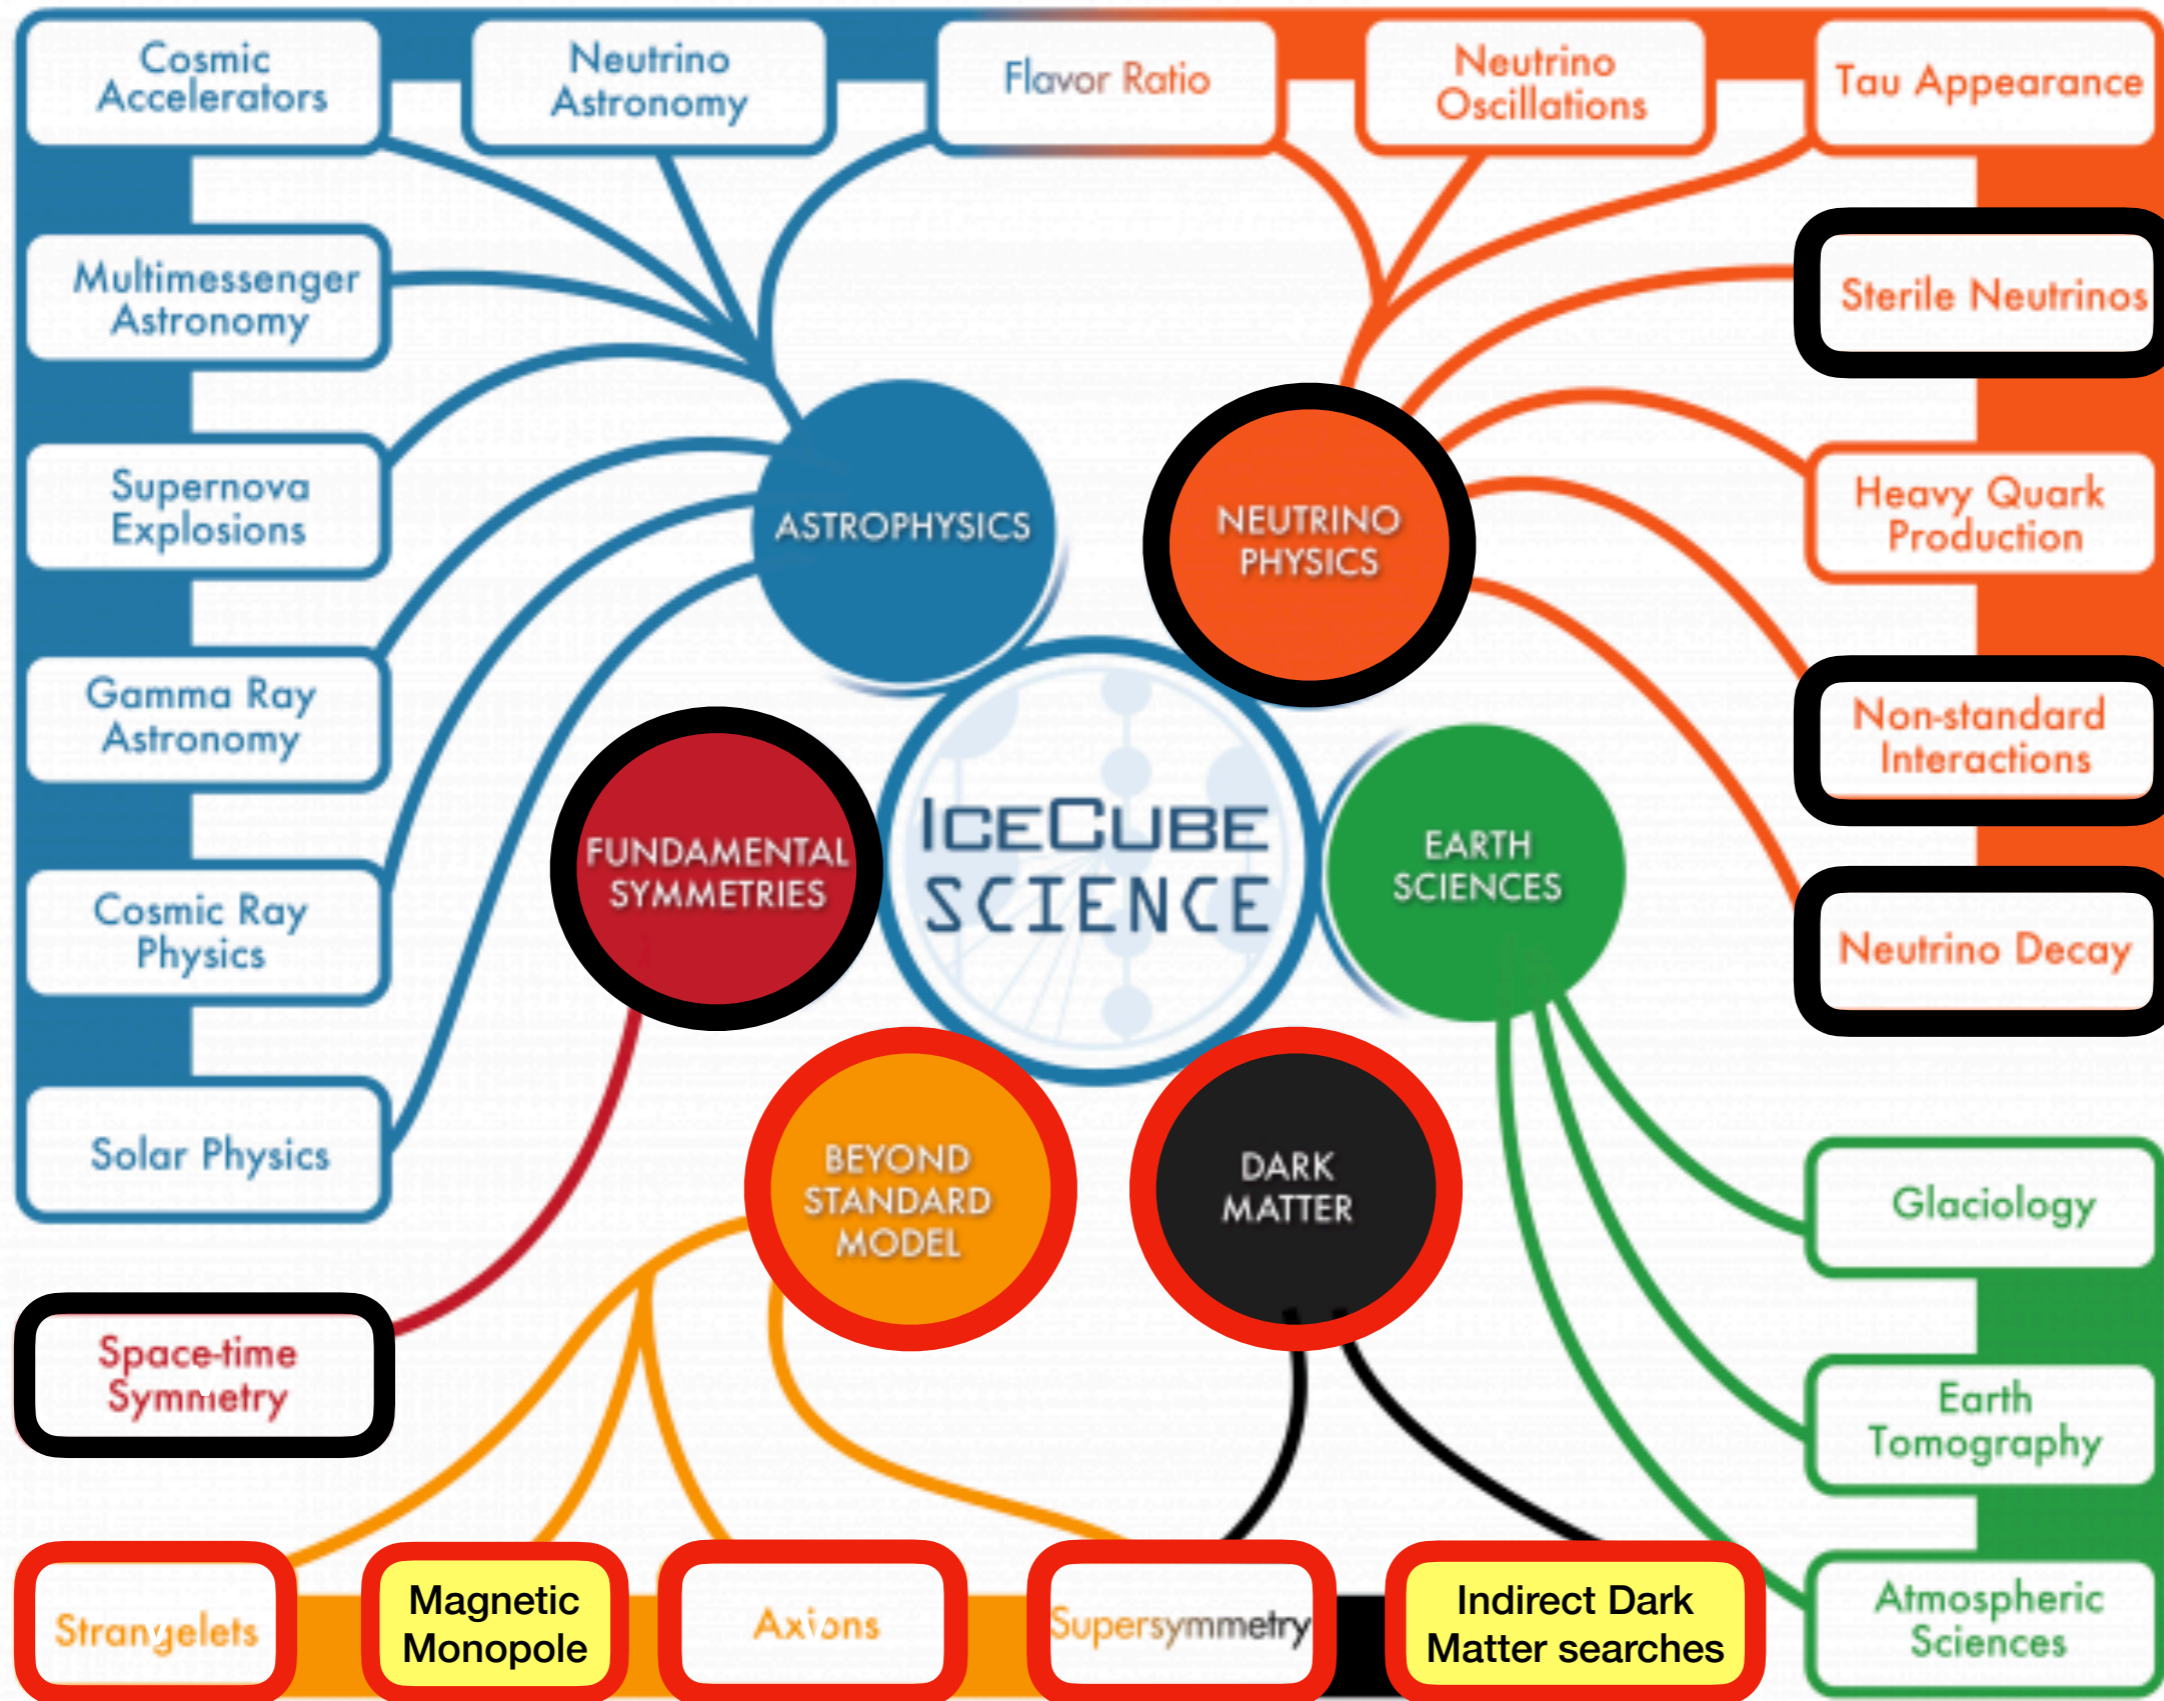 Cosmic
Accelerators
Neutrino
Astronomy
Flavor Ratio
Neutrino
Oscillations
Tau Appearance
Multimessenger
Astronomy
Sterile Neutrinos
Supernova
Explosions
ASTROPHYSICS
NEUTRINO
PHYSICS
Heavy Quark
Production
Gamma Ray
Astronomy
Non-standard
Interactions
FUNDAMENTAL
SYMMETRIES
ICECUBE
SCIENCE
EARTH
SCIENCES
Cosmic Ray
Physics
Neutrino Decay
Solar Physics
BEYOND
STANDARD
MODEL
DARK
MATTER
Glaciology
Space-time
Symmetry
Earth
Tomography
Strangelets
Magnetic
Monopole
Axions
Supersymmetry
Indirect Dark
Matter searches
Atmospheric
Sciences